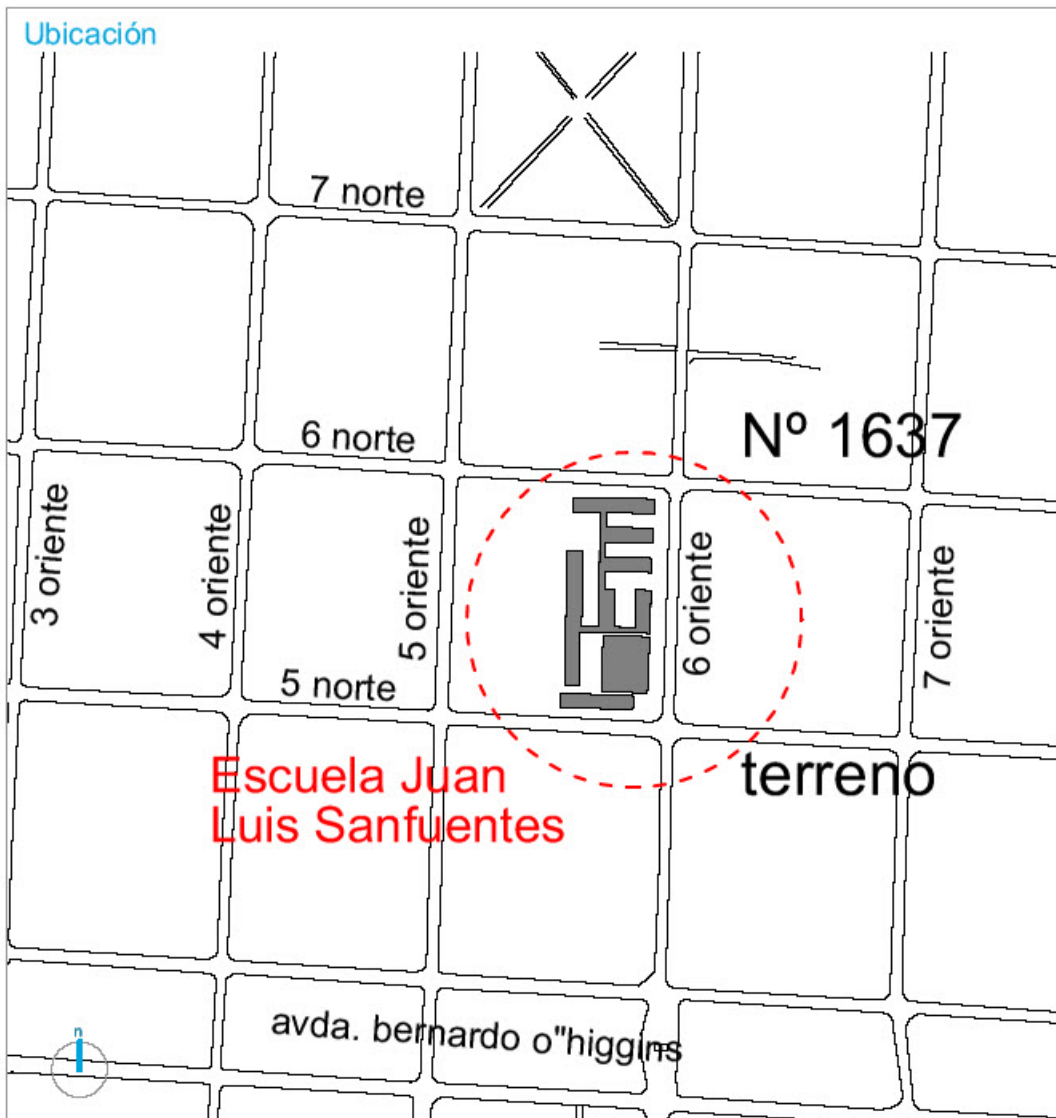 Ubicación
7 norte
6 norte
Nº 1637
3 oriente
4 oriente
5 oriente
6 oriente
7 oriente
5 norte
Escuela Juan
Luis Sanfuentes
terreno
avda. bernardo o"higgins
n